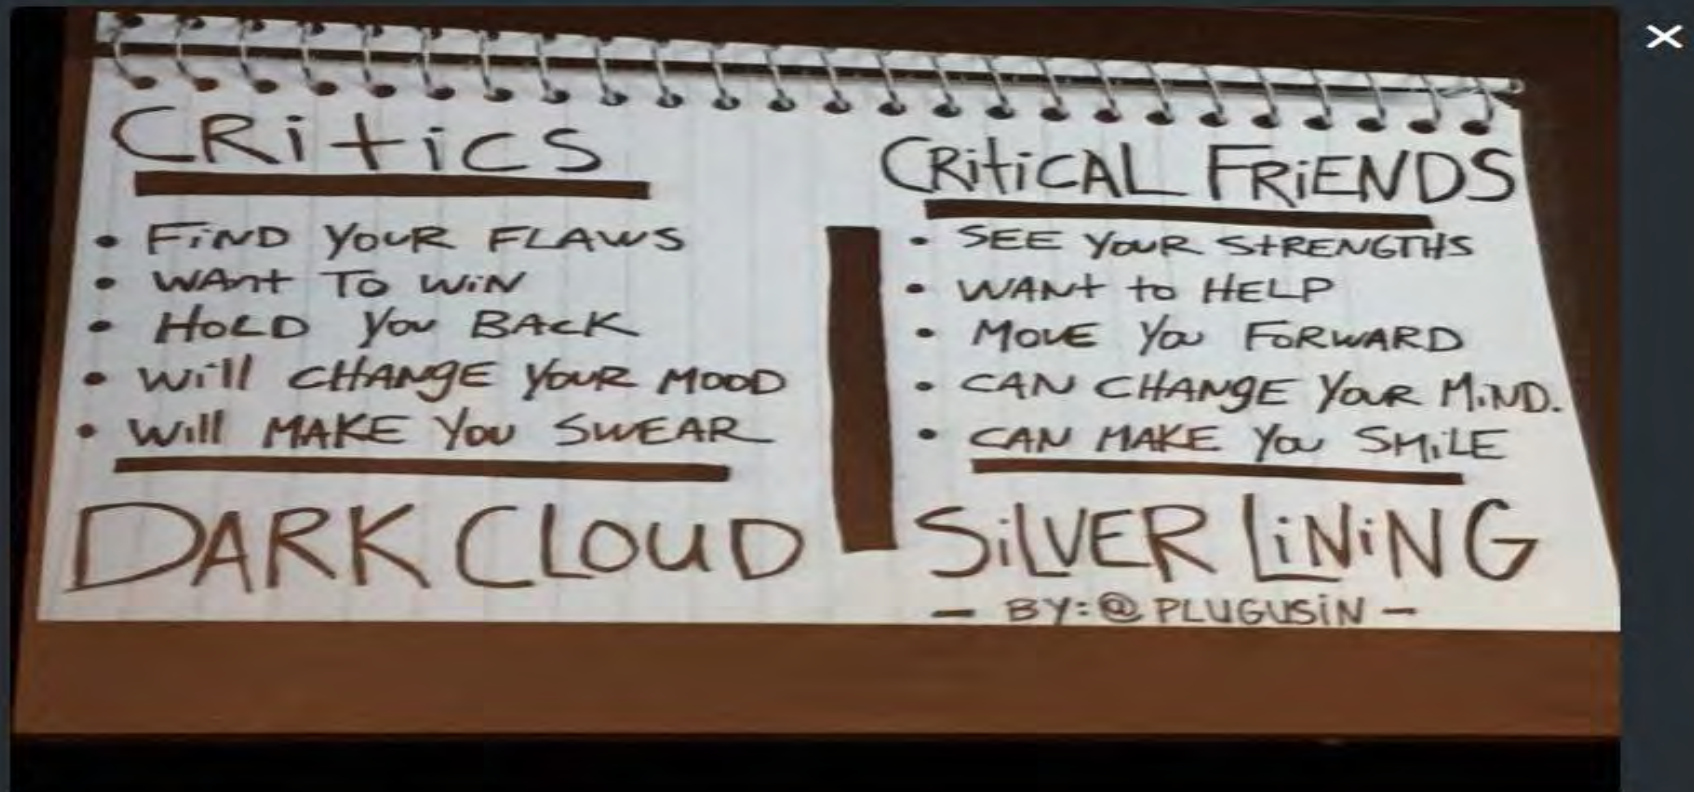 CRitiCS
• FiND YOUR FLAWS
• WANt To WiN
• HOLD You BACK
• Will CHANGE YOUR MOOD
• Will MAKE You SWEAR
DARK CLOUD
CRitiCAL FRiENDS
• SEE YOUR StRENGTHS
• WANt to HELP
• MOVE You FORWARD
• CAN CHANGE YOUR MiND.
• CAN MAKE You SMiLE
SiLVER LiNiNG
- BY:@PLUGUSiN -